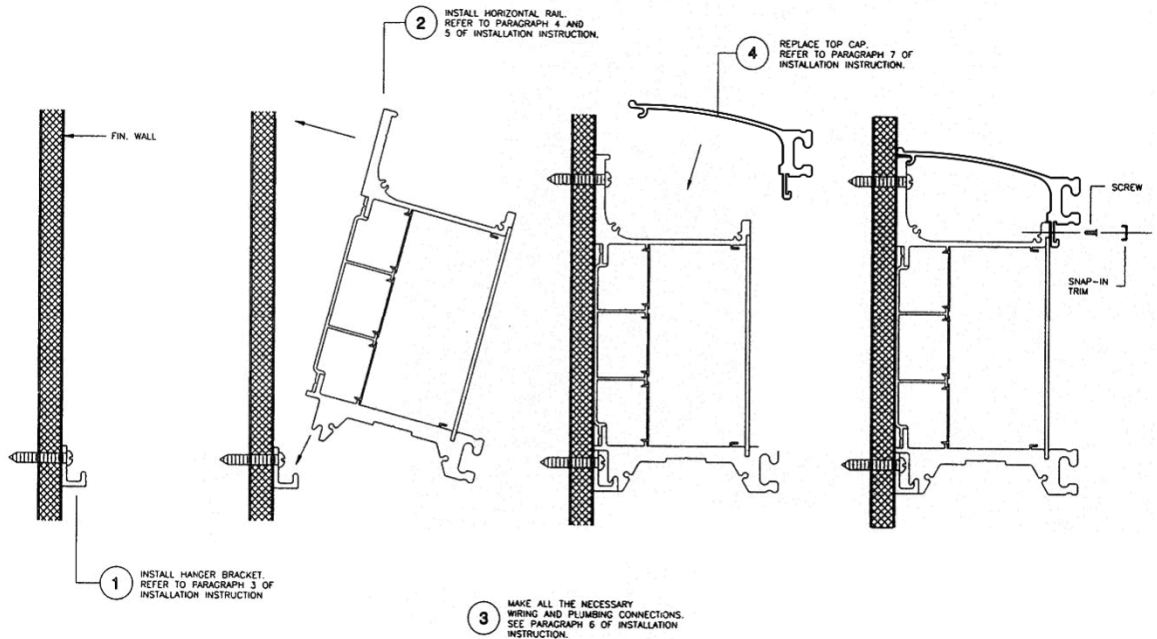 2
INSTALL HORIZONTAL RAIL.
REFER TO PARAGRAPH 4 AND
5 OF INSTALLATION INSTRUCTION.
4
REPLACE TOP CAP.
REFER TO PARAGRAPH 7 OF
INSTALLATION INSTRUCTION.
FIN. WALL
SCREW
SNAP-IN
TRIM
1
INSTALL HANGER BRACKET.
REFER TO PARAGRAPH 3 OF
INSTALLATION INSTRUCTION
3
MAKE ALL THE NECESSARY
WIRING AND PLUMBING CONNECTIONS.
SEE PARAGRAPH 6 OF INSTALLATION
INSTRUCTION.